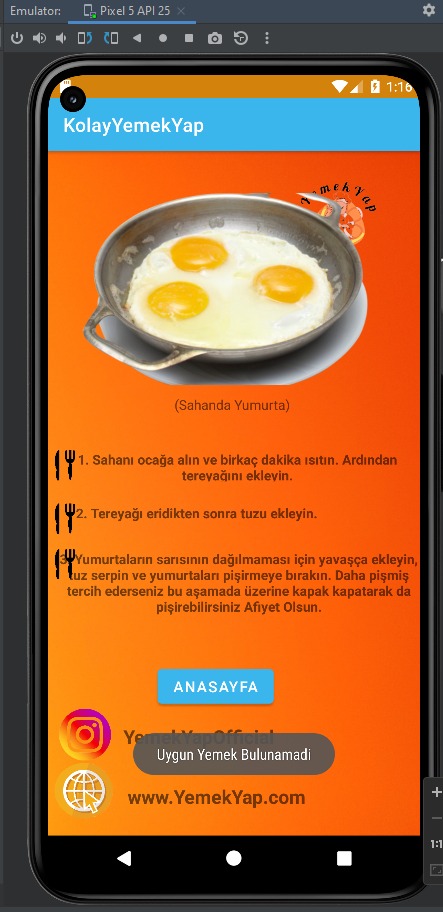 Emulator: Pixel 5 API 25
1:16
KolayYemekYap
YemekYap
(Sahanda Yumurta)
1. Sahanı ocağa alın ve birkaç dakika ısıtın. Ardından
tereyağını ekleyin.
2. Tereyağı eridikten sonra tuzu ekleyin.
3. Yumurtaların sarısının dağılmaması için yavaşça ekleyin,
tuz serpin ve yumurtaları pişirmeye bırakın. Daha pişmiş
tercih ederseniz bu aşamada üzerine kapak kapatarak da
pişirebilirsiniz Afiyet Olsun.
ANASAYFA
YemekYapOfficial
Uygun Yemek Bulunamadi
www.YemekYap.com
1:1